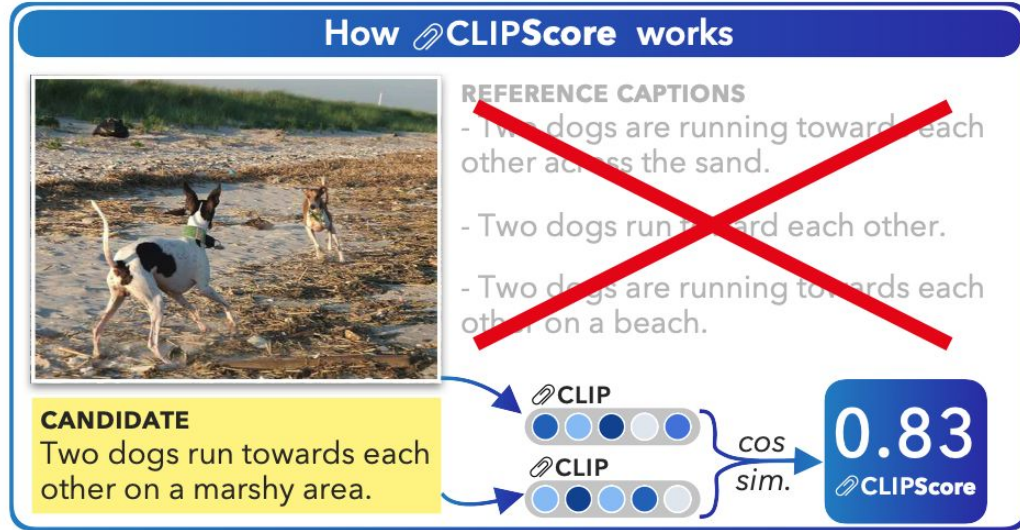 How CLIPScore works
REFERENCE CAPTIONS
- Two dogs are running towards each
other across the sand.
- Two dogs run toward each other.
- Two dogs are running towards each
other on a beach.
CANDIDATE
Two dogs run towards each
other on a marshy area.
CLIP
CLIP
cos
sim.
0.83
CLIPScore